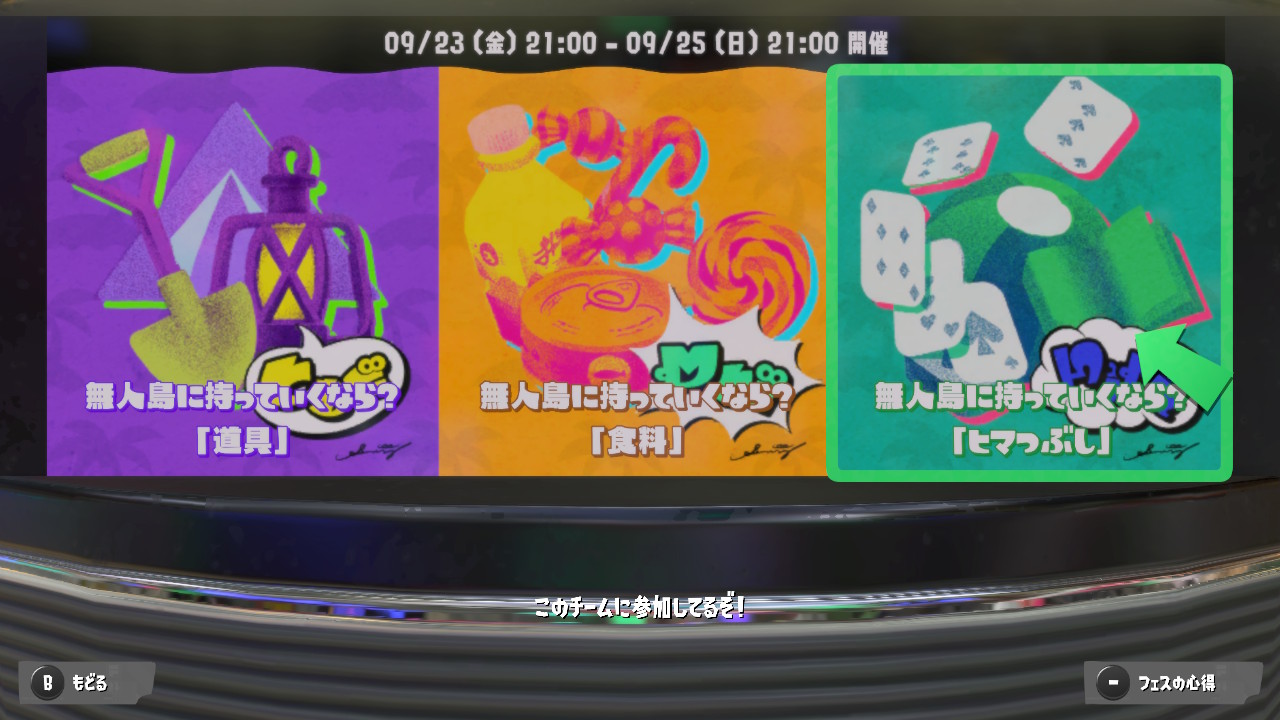 09/23(金)21:00 – 09/25(日)21:00 開催
無人島に持っていくなら?
「道具」
無人島に持っていくなら?
「食料」
無人島に持っていくなら?
「ヒマつぶし」
このチームに参加してるぞ!
B もどる
− フェスの心得